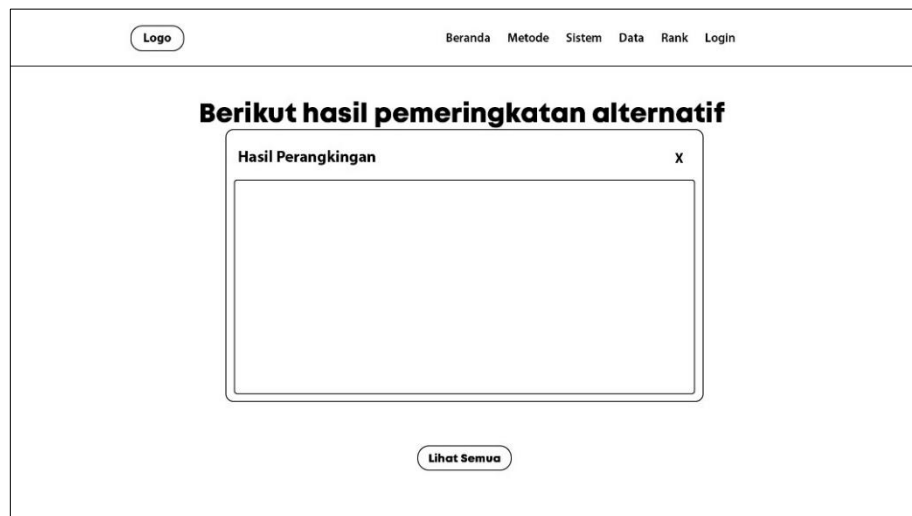 Logo
Beranda Metode Sistem Data Rank Login
Berikut hasil pemeringkatan alternatif
Hasil Perangkingan X
Lihat Semua